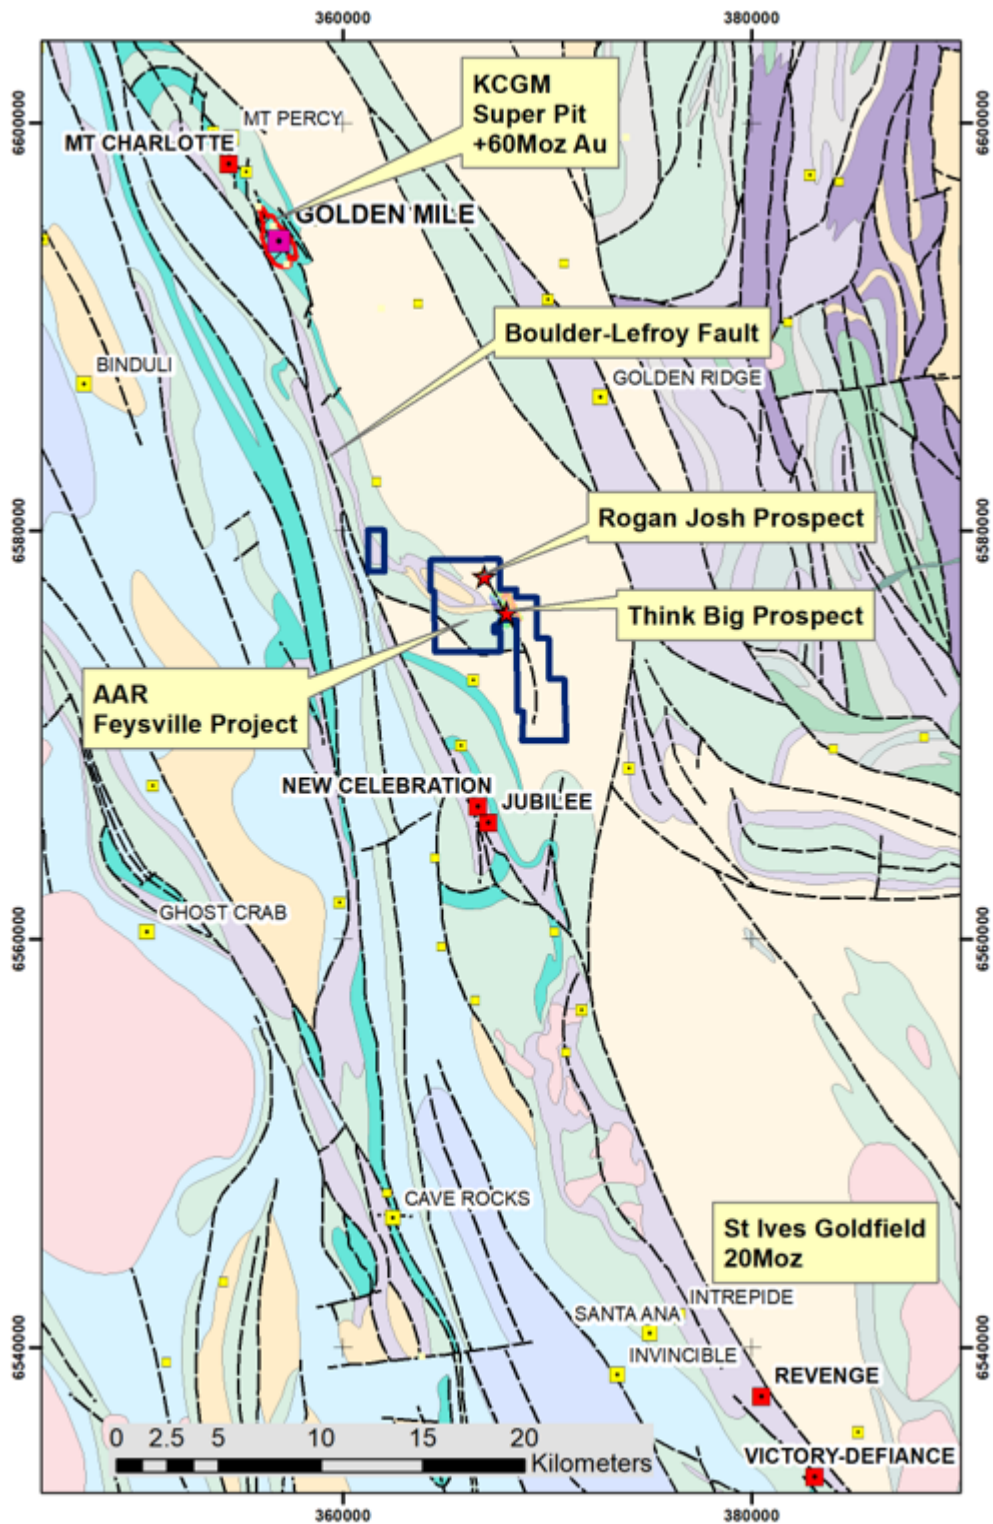 360000
380000
6600000
6600000
KCGM
Super Pit
+60Moz Au
MT PERCY
MT CHARLOTTE
GOLDEN MILE
Boulder-Lefroy Fault
BINDULI
GOLDEN RIDGE
6580000
6580000
Rogan Josh Prospect
Think Big Prospect
AAR
Feysville Project
NEW CELEBRATION
JUBILEE
GHOST CRAB
6560000
6560000
CAVE ROCKS
St Ives Goldfield
20Moz
INTREPIDE
SANTA ANA
INVINCIBLE
6540000
6540000
REVENGE
VICTORY-DEFIANCE
0 2.5 5 10 15 20
Kilometers
360000
380000